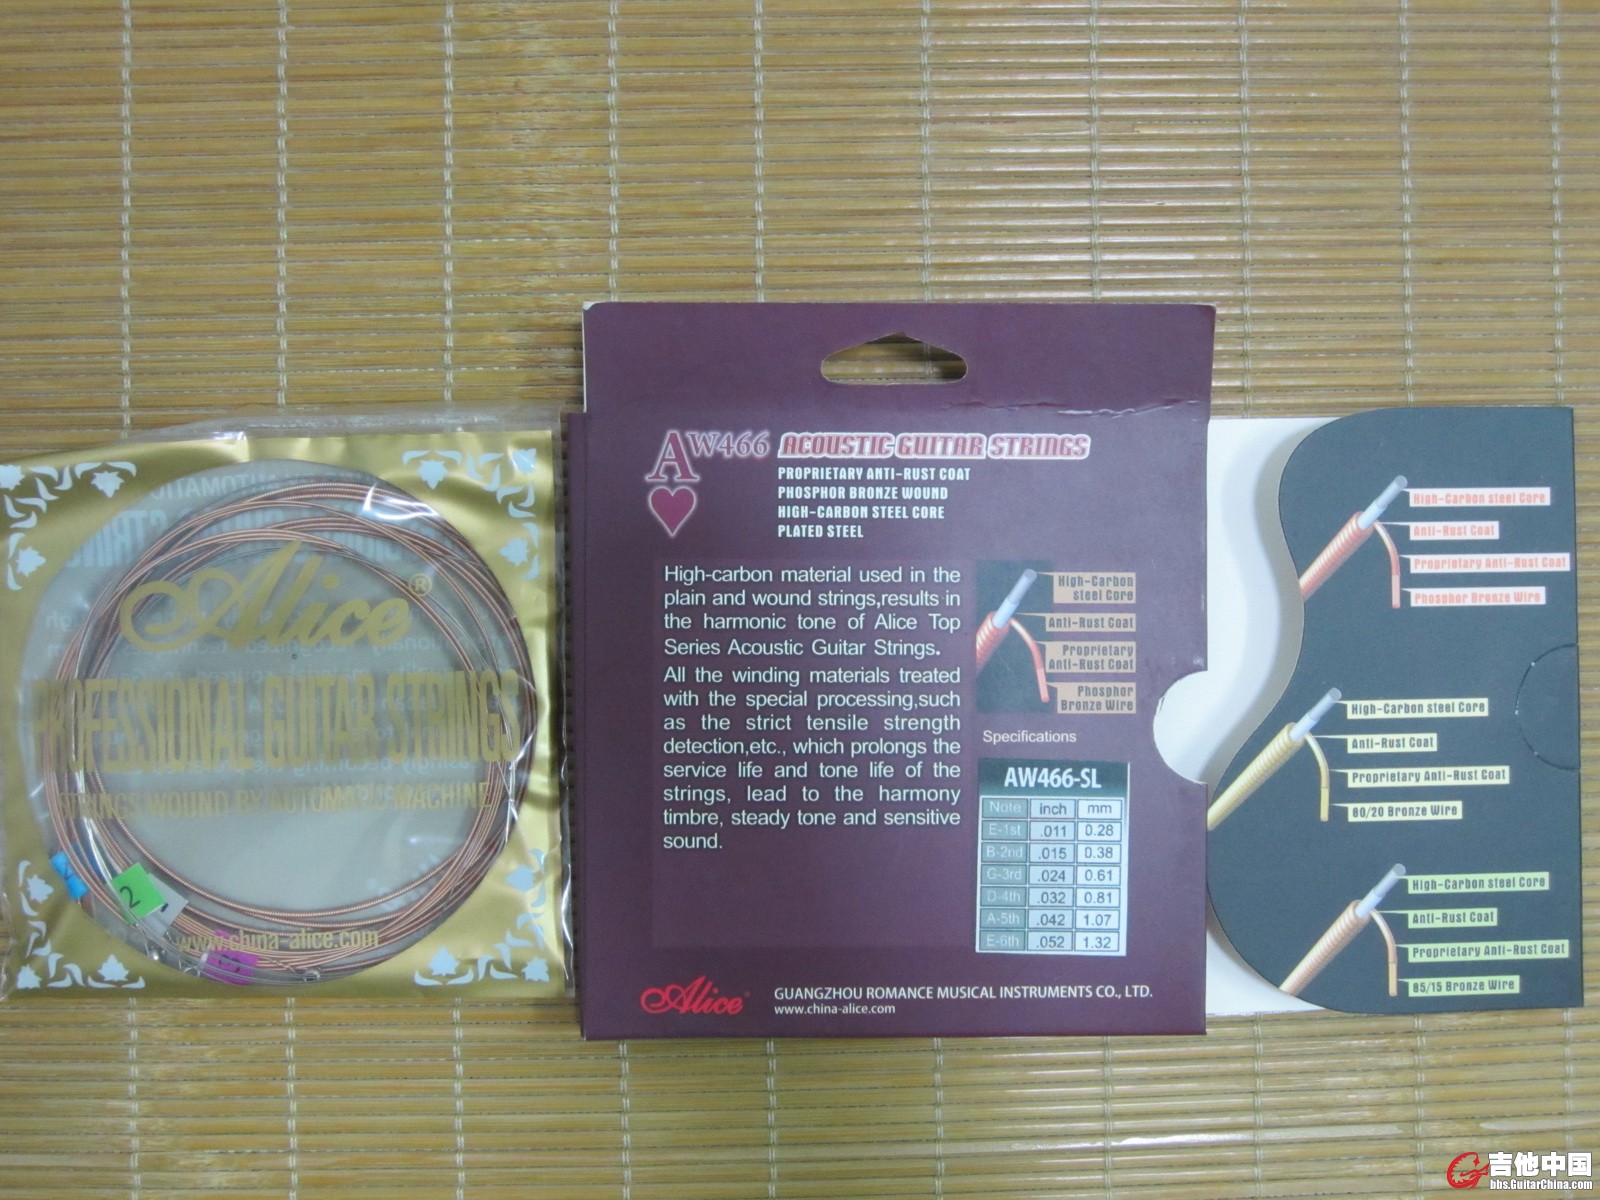 Alice®
PROFESSIONAL GUITAR STRINGS
STRINGS WOUND BY AUTOMATIC MACHINE
2
www.china-alice.com
AW466 ACOUSTIC GUITAR STRINGS
PROPRIETARY ANTI-RUST COAT
PHOSPHOR BRONZE WOUND
HIGH-CARBON STEEL CORE
PLATED STEEL
High-carbon material used in the
plain and wound strings,results in
the harmonic tone of Alice Top
Series Acoustic Guitar Strings.
All the winding materials treated
with the special processing,such
as the strict tensile strength
detection,etc., which prolongs the
service life and tone life of the
strings, lead to the harmony
timbre, steady tone and sensitive
sound.
High-Carbon
steel Core
Anti-Rust Coat
Proprietary
Anti-Rust Coat
Phosphor
Bronze Wire
Specifications
AW466-SL
Note inch mm
E-1st .011 0.28
B-2nd .015 0.38
G-3rd .024 0.61
D-4th .032 0.81
A-5th .042 1.07
E-6th .052 1.32
Alice® GUANGZHOU ROMANCE MUSICAL INSTRUMENTS CO., LTD.
www.china-alice.com
High-Carbon steel Core
Anti-Rust Coat
Proprietary Anti-Rust Coat
Phosphor Bronze Wire
High-Carbon steel Core
Anti-Rust Coat
Proprietary Anti-Rust Coat
80/20 Bronze Wire
High-Carbon steel Core
Anti-Rust Coat
Proprietary Anti-Rust Coat
85/15 Bronze Wire
吉他中国
bbs.GuitarChina.com